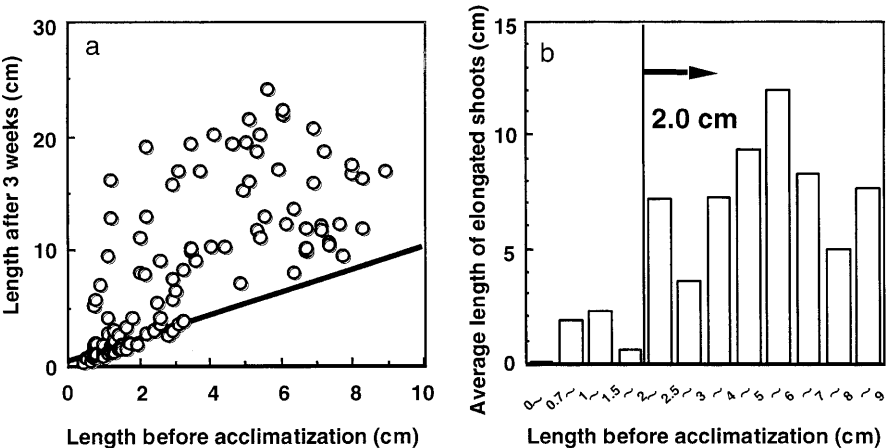 a
30
20
10
0
0 2 4 6 8 10
Length after 3 weeks (cm)
Length before acclimatization (cm)
b
15
10
5
0
2.0 cm
0~ 0.7~ 1~ 1.5~ 2~ 2.5~ 3~ 4~ 5~ 6~ 7~ 8~ 9
Average length of elongated shoots (cm)
Length before acclimatization (cm)